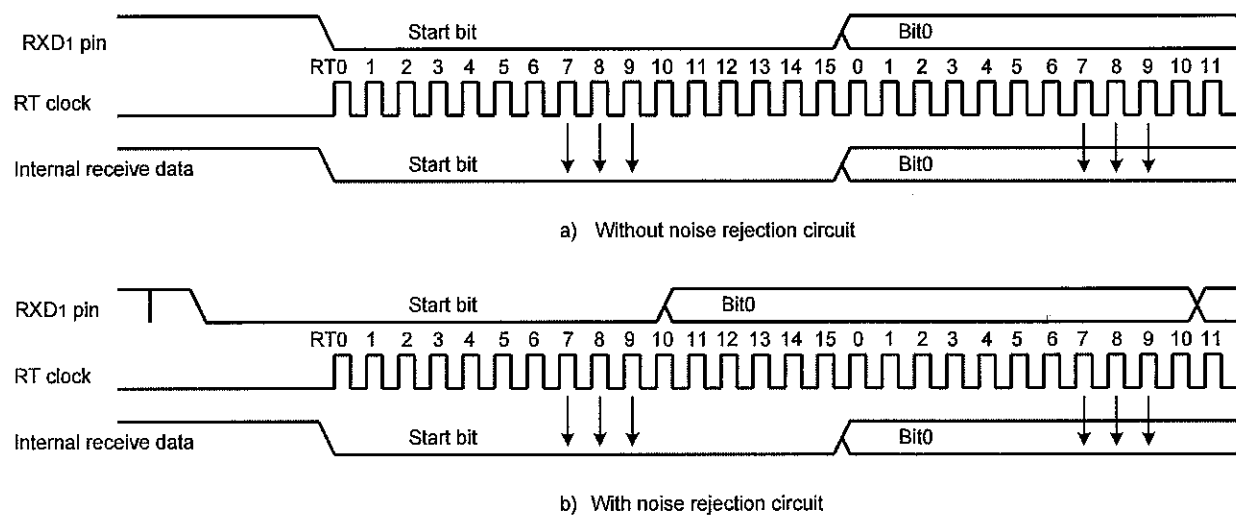 RXD1 pin Start bit Bit0
RT0 1 2 3 4 5 6 7 8 9 10 11 12 13 14 15 0 1 2 3 4 5 6 7 8 9 10 11
RT clock
Internal receive data Start bit Bit0
a) Without noise rejection circuit
RXD1 pin Start bit Bit0
RT0 1 2 3 4 5 6 7 8 9 10 11 12 13 14 15 0 1 2 3 4 5 6 7 8 9 10 11
RT clock
Internal receive data Start bit Bit0
b) With noise rejection circuit